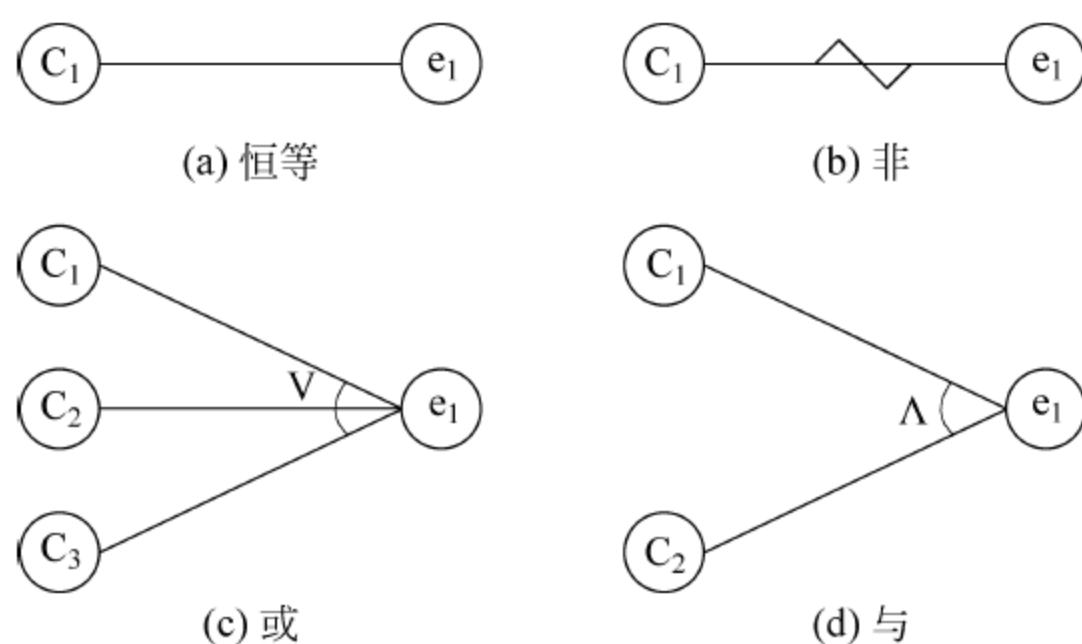 C₁ e₁ C₁ e₁
(a) 恒等 (b) 非
C₁ C₁
V Λ
C₂ e₁ e₁
C₃ C₂
(c) 或 (d) 与